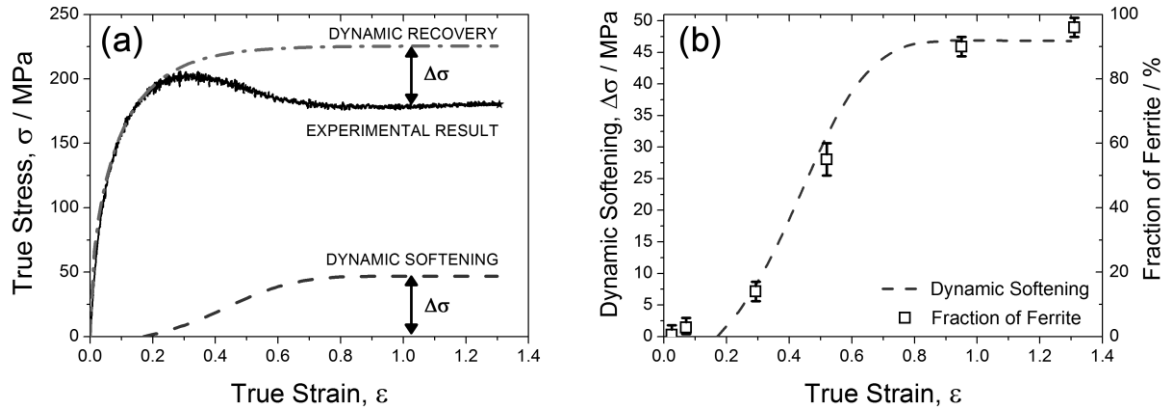 (a)
DYNAMIC RECOVERY
Δσ
EXPERIMENTAL RESULT
DYNAMIC SOFTENING
Δσ
True Stress, σ / MPa
250
200
150
100
50
0
0.0 0.2 0.4 0.6 0.8 1.0 1.2 1.4
True Strain, ε
(b)
Dynamic Softening, Δσ / MPa
50
45
40
35
30
25
20
15
10
5
0
0.0 0.2 0.4 0.6 0.8 1.0 1.2 1.4
True Strain, ε
Dynamic Softening
Fraction of Ferrite
100
80
60
40
20
0
Fraction of Ferrite / %